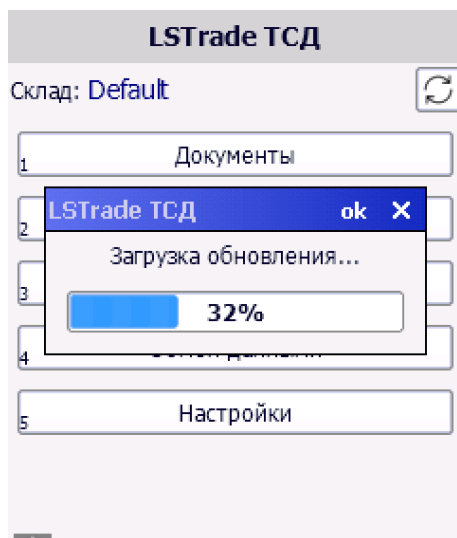 LSTrade ТСД
Склад: Default
1 Документы
2
LSTrade ТСД ok
Загрузка обновления...
3
32%
4
5 Настройки